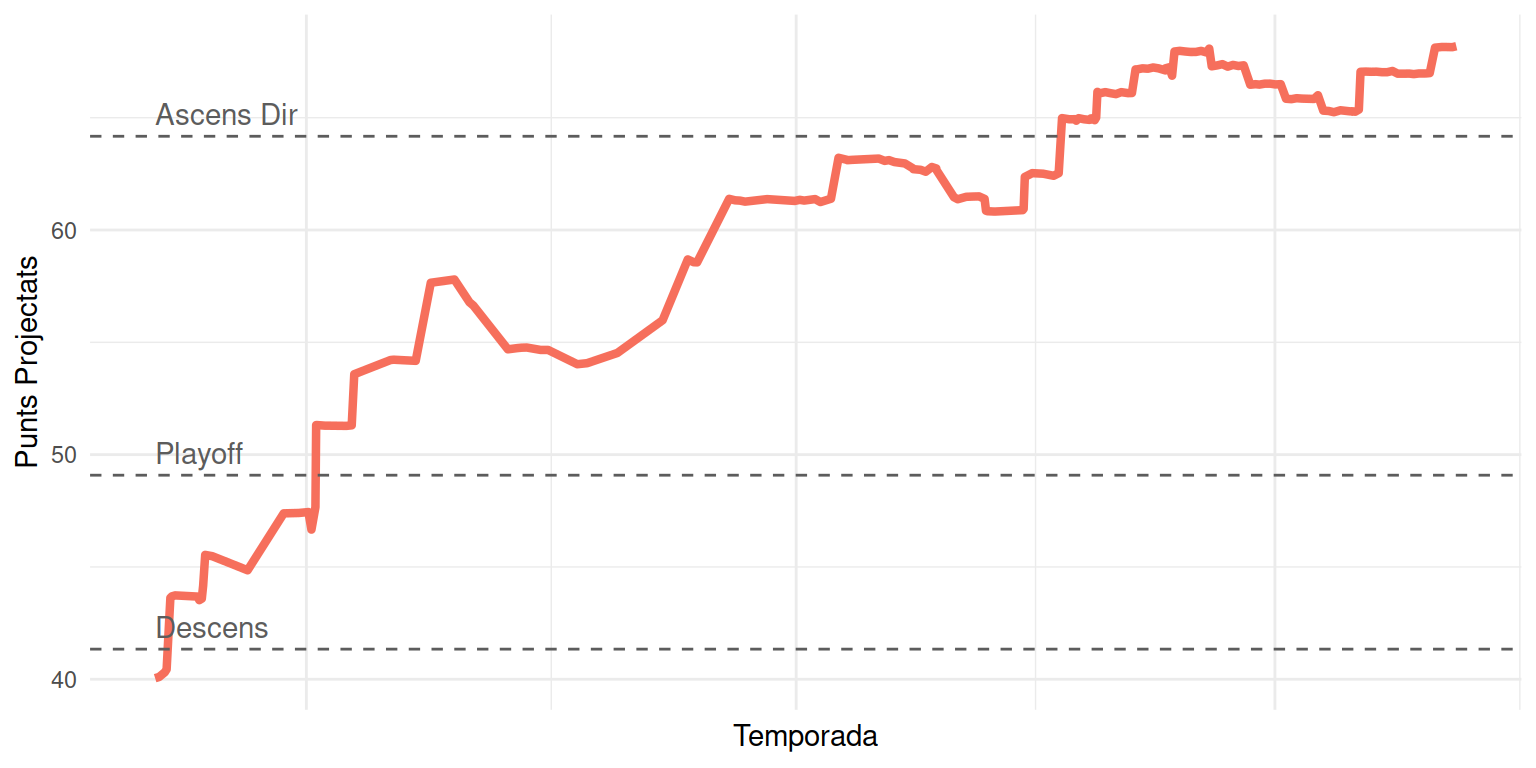 Ascens Dir
60
Punts Projectats
Playoff
50
Descens
40
Temporada